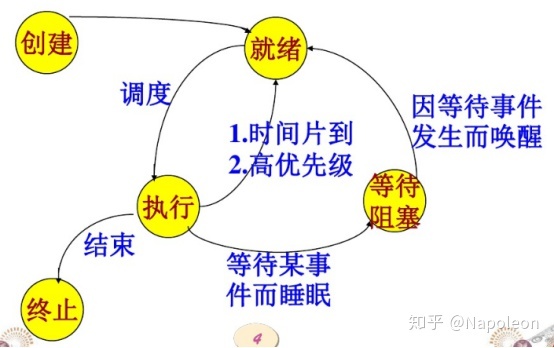 创建
就绪
调度
1.时间片到
2.高优先级
因等待事件
发生而唤醒
执行
等待
阻塞
结束
等待某事
件而睡眠
终止
4
知乎 @Napoleon